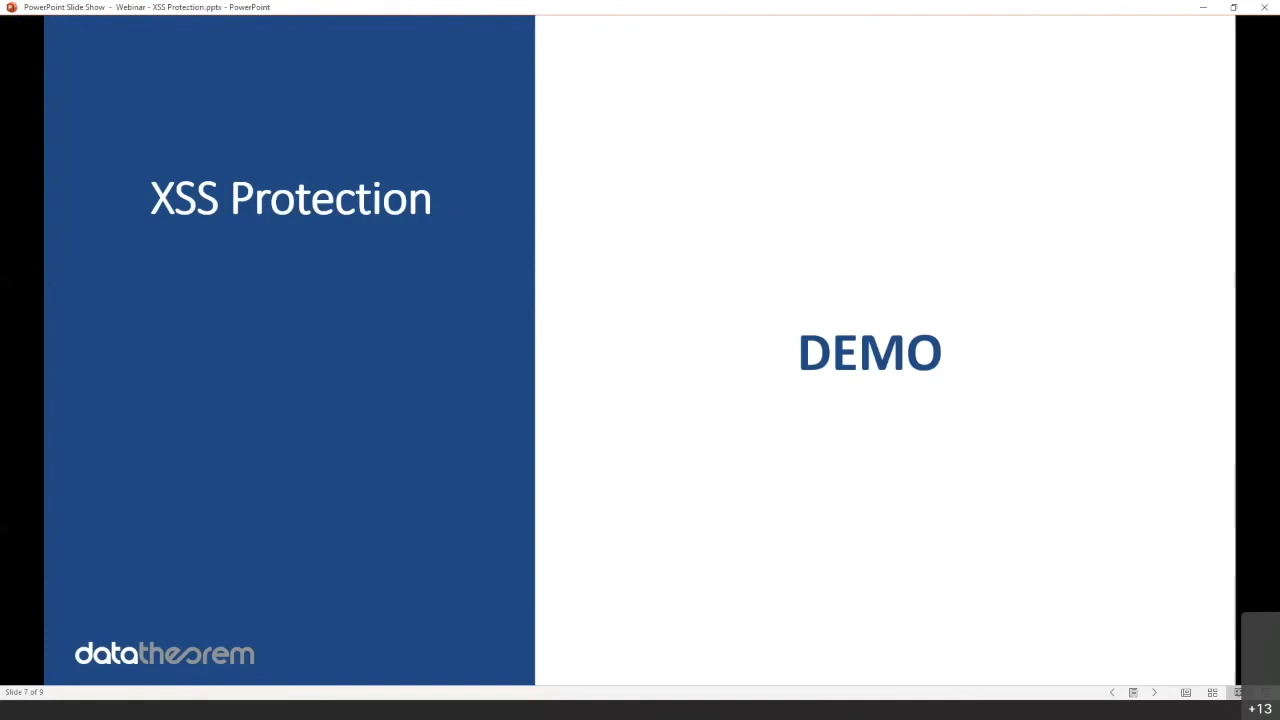 PowerPoint Slide Show - Webinar - XSS Protection.pptx - PowerPoint
XSS Protection
DEMO
datatheorem
Slide 7 of 9
+13